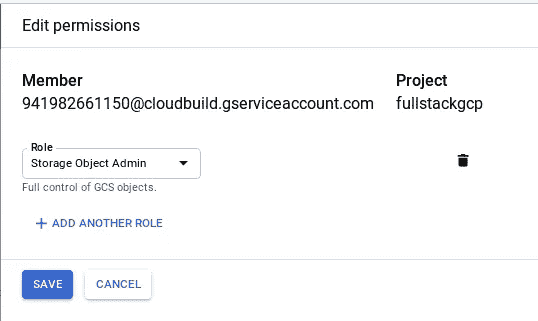 Edit permissions
Member
Project
941982661150@cloudbuild.gserviceaccount.com
fullstackgcp
Role
Storage Object Admin
Full control of GCS objects.
+ ADD ANOTHER ROLE
SAVE
CANCEL